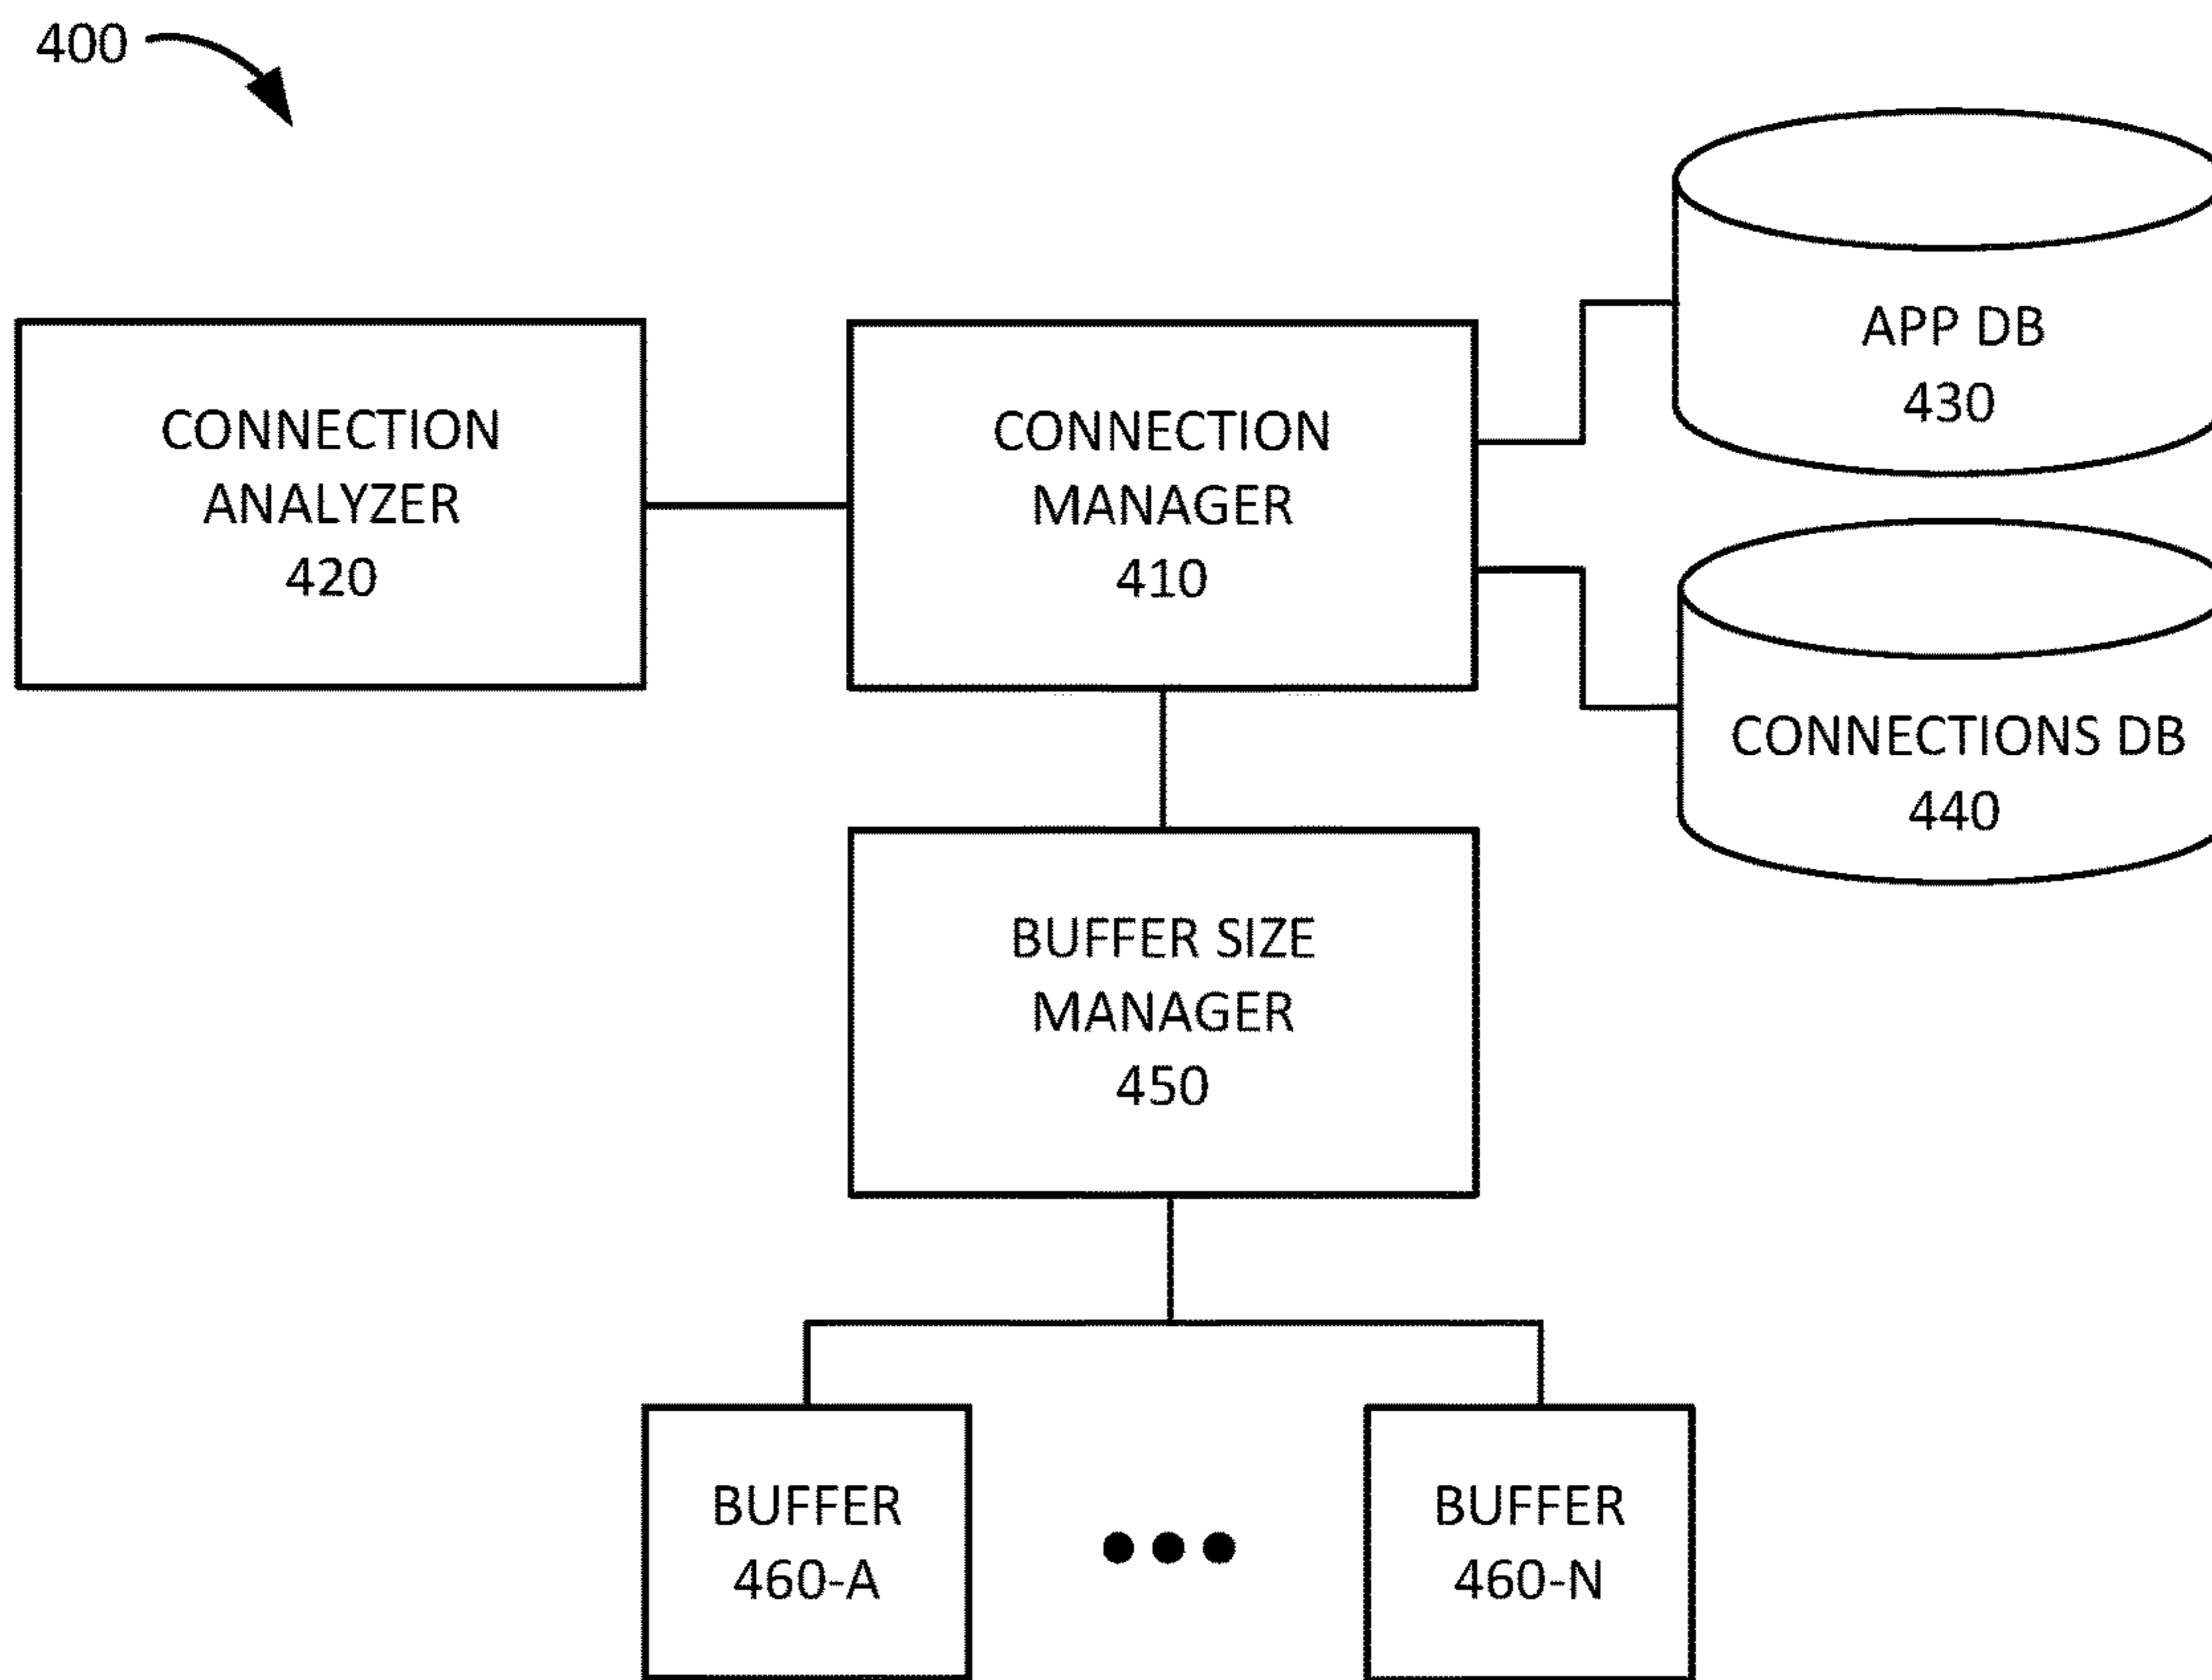 400
APP DB
430
CONNECTION
ANALYZER
420
CONNECTION
MANAGER
410
CONNECTIONS DB
440
BUFFER SIZE
MANAGER
450
BUFFER
460-A
BUFFER
460-N